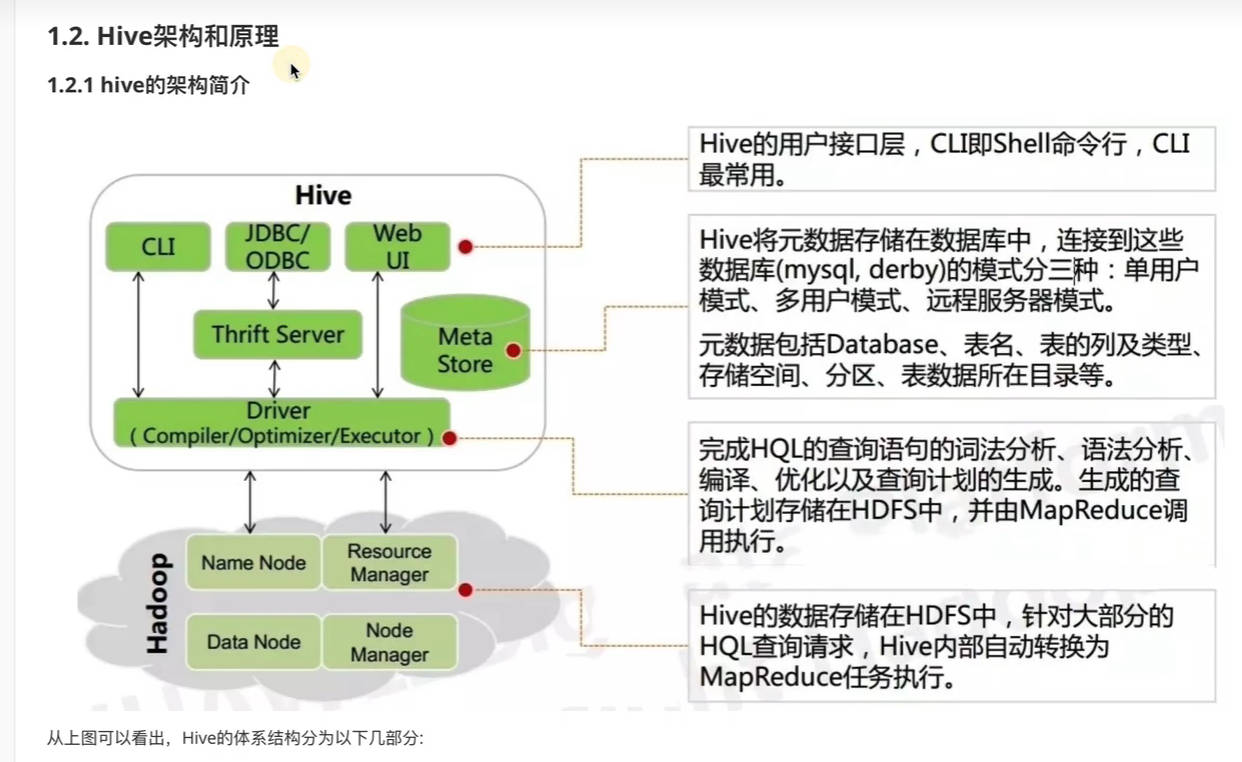 1.2. Hive架构和原理
1.2.1 hive的架构简介
Hive
CLI
JDBC/
ODBC
Web
UI
Thrift Server
Meta
Store
Driver
( Compiler/Optimizer/Executor )
Hadoop
Name Node
Resource
Manager
Data Node
Node
Manager
Hive的用户接口层，CLI即Shell命令行，CLI
最常用。
Hive将元数据存储在数据库中，连接到这些
数据库(mysql, derby)的模式分三种：单用户
模式、多用户模式、远程服务器模式。
元数据包括Database、表名、表的列及类型、
存储空间、分区、表数据所在目录等。
完成HQL的查询语句的词法分析、语法分析、
编译、优化以及查询计划的生成。生成的查
询计划存储在HDFS中，并由MapReduce调
用执行。
Hive的数据存储在HDFS中，针对大部分的
HQL查询请求，Hive内部自动转换为
MapReduce任务执行。
从上图可以看出，Hive的体系结构分为以下几部分: